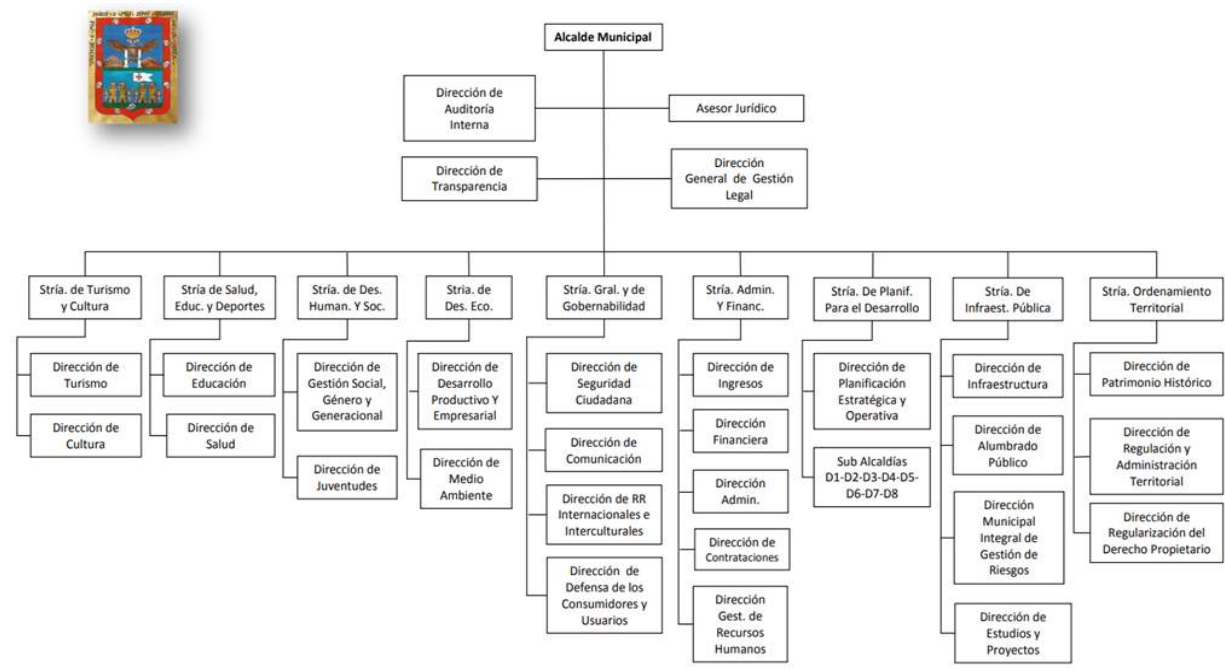 Alcalde Municipal
Dirección de
Auditoría
Interna
Asesor Jurídico
Dirección de
Transparencia
Dirección
General de Gestión
Legal
Stría. de Turismo
y Cultura
Stría de Salud,
Educ. y Deportes
Stría. de Des.
Human. Y Soc.
Stria. de
Des. Eco.
Stría. Gral. y de
Gobernabilidad
Stría. Admin.
Y Financ.
Stría. De Planif.
Para el Desarrollo
Stría. De
Infraest. Pública
Stría. Ordenamiento
Territorial
Dirección de
Turismo
Dirección de
Cultura
Dirección de
Educación
Dirección de
Salud
Dirección de
Gestión Social,
Género y
Generacional
Dirección de
Juventudes
Dirección de
Desarrollo
Productivo Y
Empresarial
Dirección de
Medio
Ambiente
Dirección de
Seguridad
Ciudadana
Dirección de
Comunicación
Dirección de RR
Internacionales e
Interculturales
Dirección de
Defensa de los
Consumidores y
Usuarios
Dirección de
Ingresos
Dirección
Financiera
Dirección
Admin.
Dirección de
Contrataciones
Dirección
Gest. de
Recursos
Humanos
Dirección de
Planificación
Estratégica y
Operativa
Sub Alcaldías
D1-D2-D3-D4-D5-
D6-D7-D8
Dirección de
Infraestructura
Dirección de
Alumbrado
Público
Dirección
Municipal
Integral de
Gestión de
Riesgos
Dirección de
Estudios y
Proyectos
Dirección de
Patrimonio Histórico
Dirección de
Regulación y
Administración
Territorial
Dirección de
Regularización del
Derecho Propietario